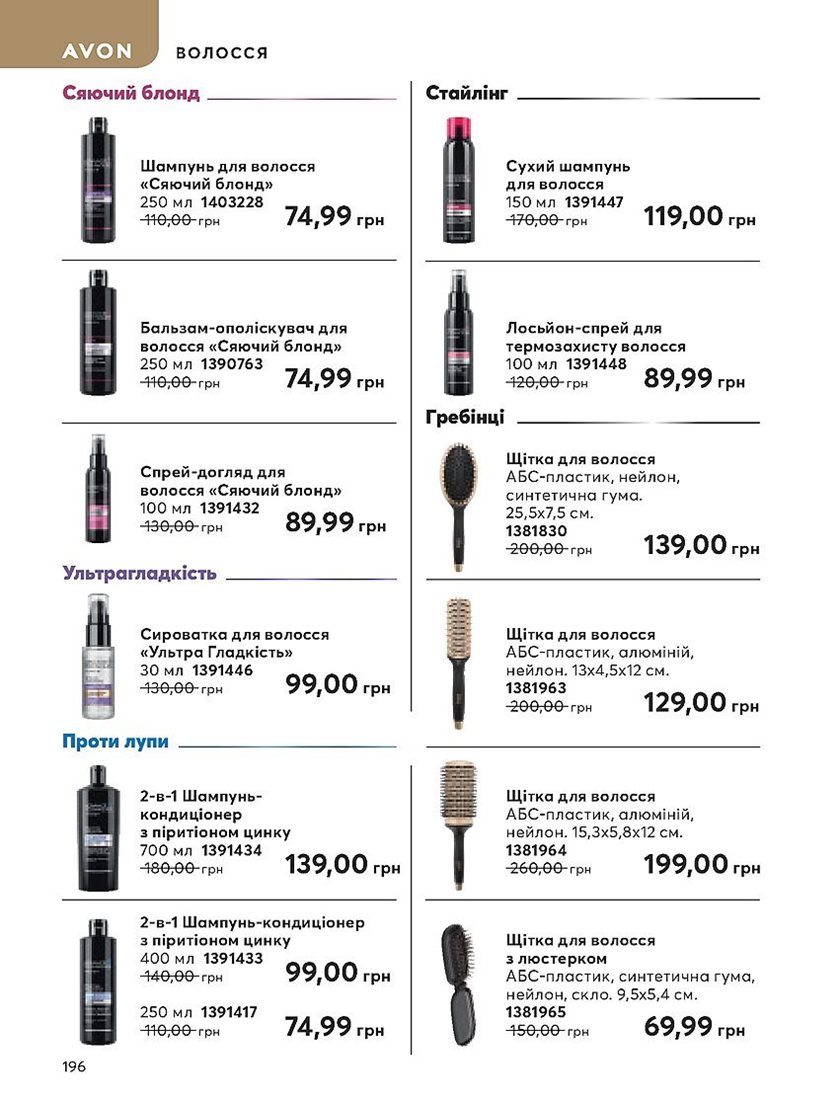 AVON ВОЛОССЯ
Сяючий блонд
Шампунь для волосся
«Сяючий блонд»
250 мл 1403228
110,00 грн 74,99 грн
Бальзам-ополіскувач для
волосся «Сяючий блонд»
250 мл 1390763
110,00 грн 74,99 грн
Спрей-догляд для
волосся «Сяючий блонд»
100 мл 1391432
130,00 грн 89,99 грн
Ультрагладкість
Сироватка для волосся
«Ультра Гладкість»
30 мл 1391446
130,00 грн 99,00 грн
Проти лупи
2-в-1 Шампунь-
кондиціонер
з піритіоном цинку
700 мл 1391434
180,00 грн 139,00 грн
2-в-1 Шампунь-кондиціонер
з піритіоном цинку
400 мл 1391433
140,00 грн 99,00 грн
250 мл 1391417
110,00 грн 74,99 грн
Стайлінг
Сухий шампунь
для волосся
150 мл 1391447
170,00 грн 119,00 грн
Лосьйон-спрей для
термозахисту волосся
100 мл 1391448
120,00 грн 89,99 грн
Гребінці
Щітка для волосся
АБС-пластик, нейлон,
синтетична гума.
25,5х7,5 см.
1381830
200,00 грн 139,00 грн
Щітка для волосся
АБС-пластик, алюміній,
нейлон. 13х4,5х12 см.
1381963
200,00 грн 129,00 грн
Щітка для волосся
АБС-пластик, алюміній,
нейлон. 15,3х5,8х12 см.
1381964
260,00 грн 199,00 грн
Щітка для волосся
з люстерком
АБС-пластик, синтетична гума,
нейлон, скло. 9,5х5,4 см.
1381965
150,00 грн 69,99 грн
196